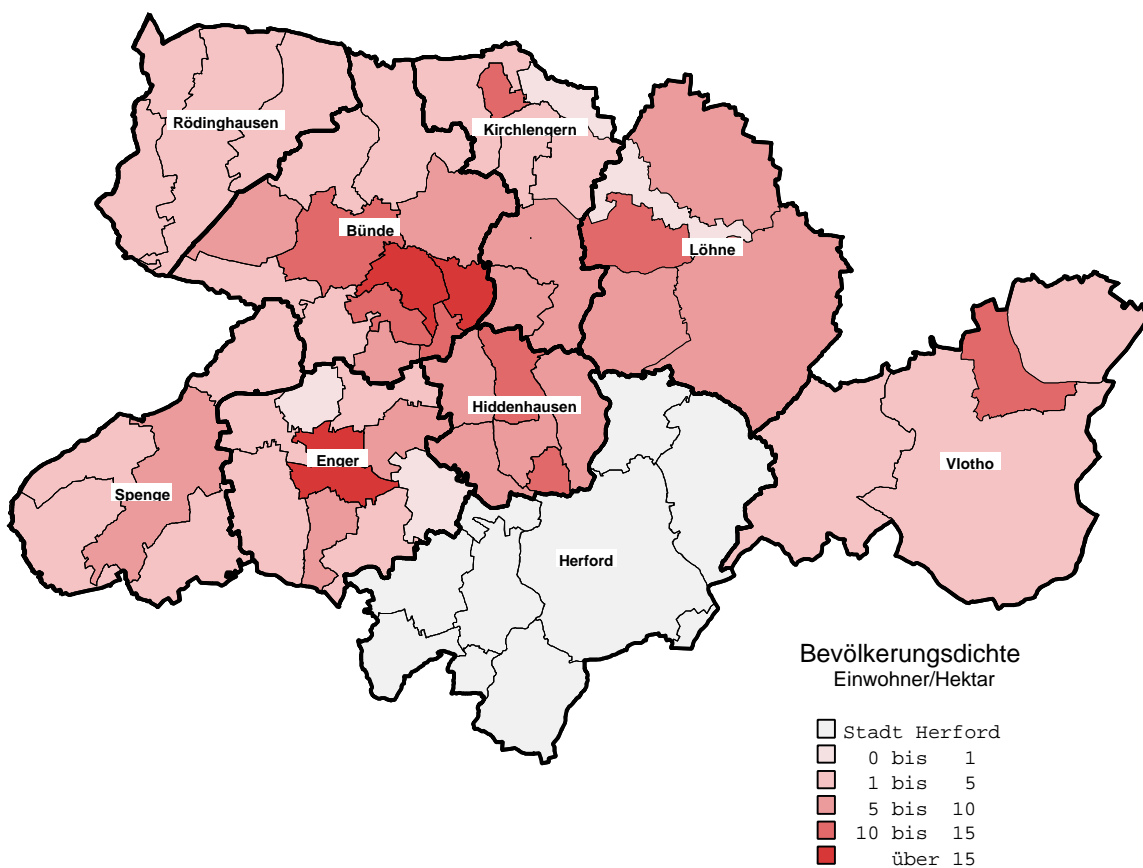 Rödinghausen
Kirchlengern
Bünde
Löhne
Hiddenhausen
Enger
Vlotho
Spenge
Herford
Bevölkerungsdichte
Einwohner/Hektar
Stadt Herford
0 bis 1
1 bis 5
5 bis 10
10 bis 15
über 15